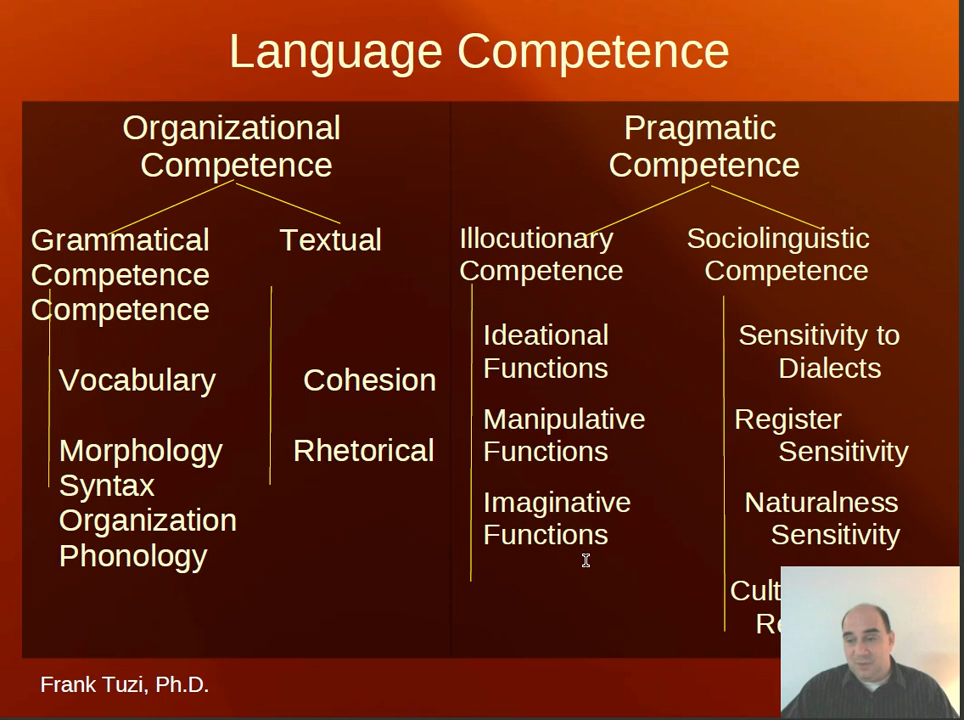 Language Competence
Organizational
Competence
Grammatical
Competence
Competence
Vocabulary
Morphology
Syntax
Organization
Phonology
Textual
Cohesion
Rhetorical
Pragmatic
Competence
Illocutionary
Competence
Ideational
Functions
Manipulative
Functions
Imaginative
Functions
Sociolinguistic
Competence
Sensitivity to
Dialects
Register
Sensitivity
Naturalness
Sensitivity
Frank Tuzi, Ph.D.